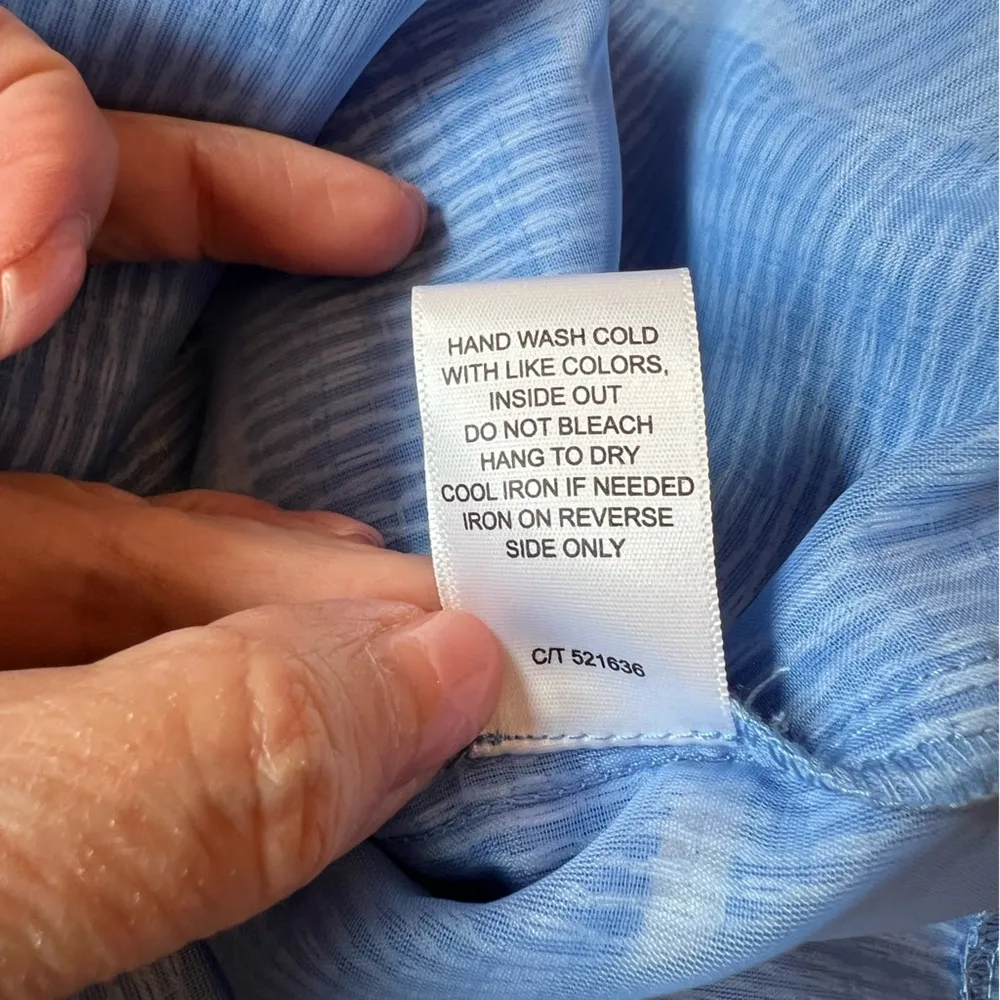 HAND WASH COLD
WITH LIKE COLORS,
INSIDE OUT
DO NOT BLEACH
HANG TO DRY
COOL IRON IF NEEDED
IRON ON REVERSE
SIDE ONLY
C/T 521636